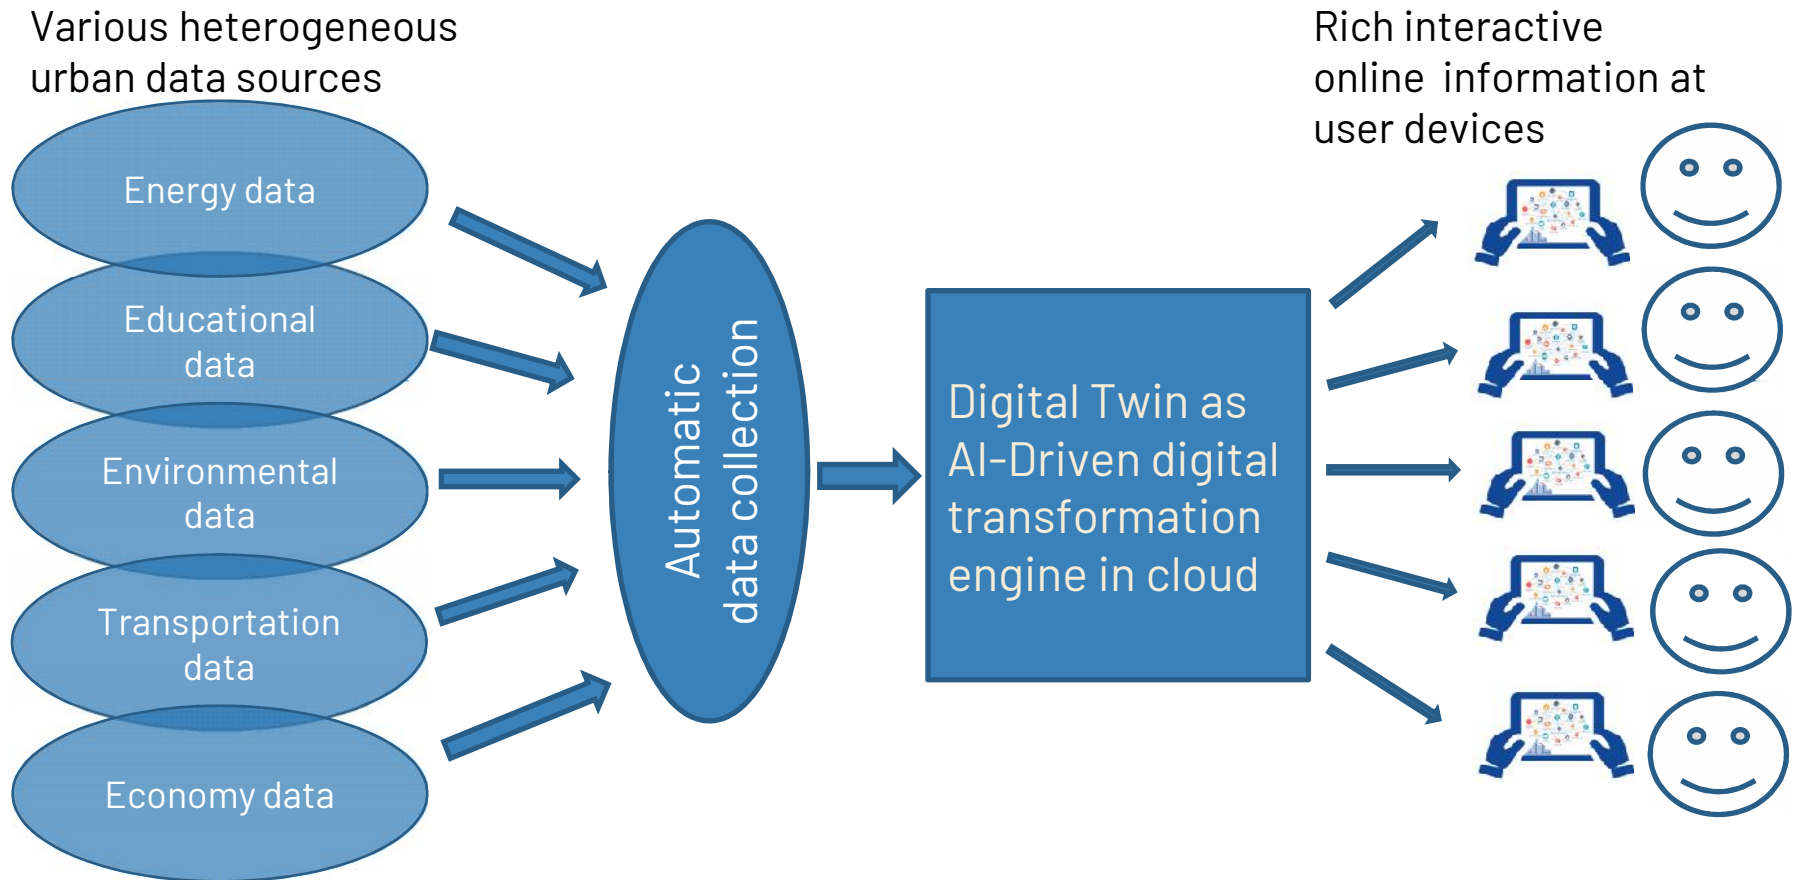 Various heterogeneous
urban data sources
Energy data
Educational
data
Environmental
data
Transportation
data
Economy data
Automatic
data collection
Digital Twin as
AI-Driven digital
transformation
engine in cloud
Rich interactive
online  information at
user devices